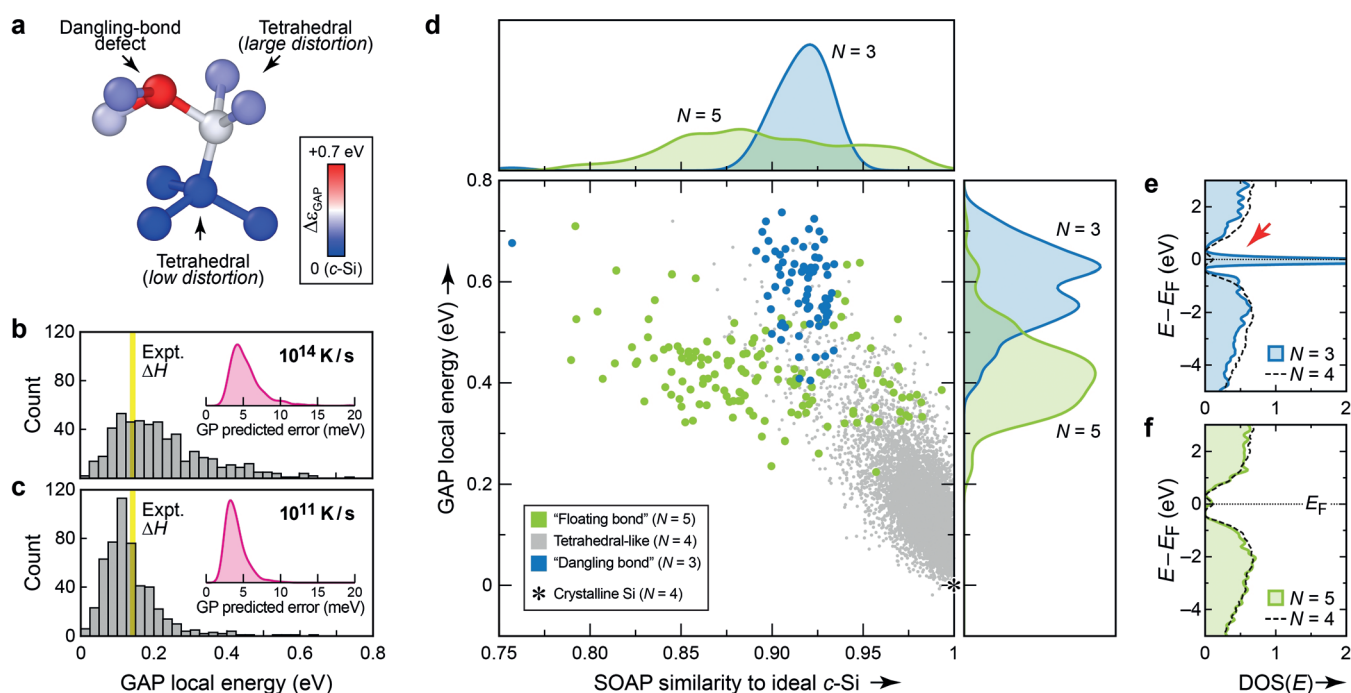 a
Dangling-bond
defect
Tetrahedral
(large distortion)
+0.7 eV
ΔεGAP
0 (c-Si)
Tetrahedral
(low distortion)
b
120
80
40
Count
Expt.
ΔH
10¹⁴ K/s
0 5 10 15 20
GP predicted error (meV)
c
120
80
40
0
Count
Expt.
ΔH
10¹¹ K/s
0 5 10 15 20
GP predicted error (meV)
0 0.2 0.4 0.6 0.8
GAP local energy (eV)
d
N = 3
N = 5
0.8
0.6
0.4
0.2
0
GAP local energy (eV)
"Floating bond" (N = 5)
Tetrahedral-like (N = 4)
"Dangling bond" (N = 3)
* Crystalline Si (N = 4)
*
0.75 0.80 0.85 0.90 0.95 1
SOAP similarity to ideal c-Si
N = 3
N = 5
e
2
0
−2
−4
E − EF (eV)
N = 3
N = 4
0 1 2
f
2
0
−2
−4
E − EF (eV)
EF
N = 5
N = 4
0 1 2
DOS(E)